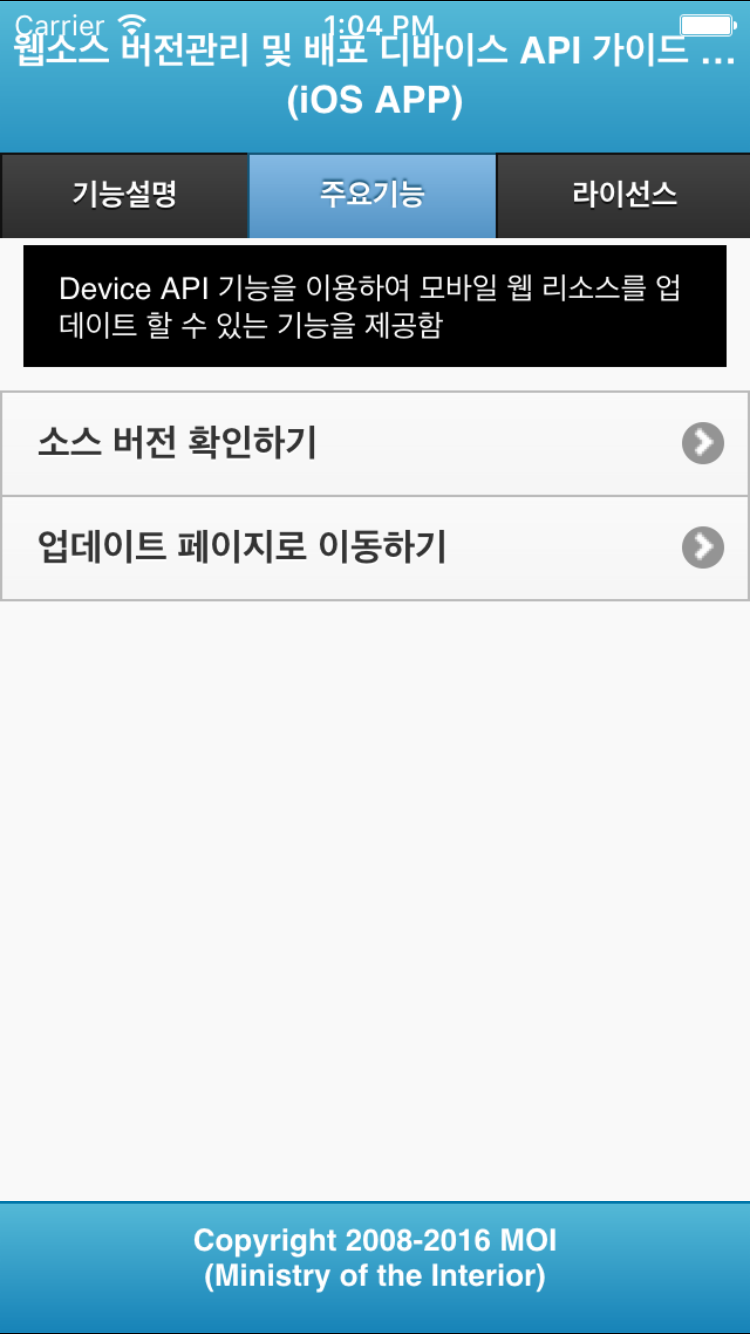 Carrier 1:04 PM
웹소스 버전관리 및 배포 디바이스 API 가이드 ...
(iOS APP)
기능설명 주요기능 라이선스
Device API 기능을 이용하여 모바일 웹 리소스를 업
데이트 할 수 있는 기능을 제공함
소스 버전 확인하기
업데이트 페이지로 이동하기
Copyright 2008-2016 MOI
(Ministry of the Interior)